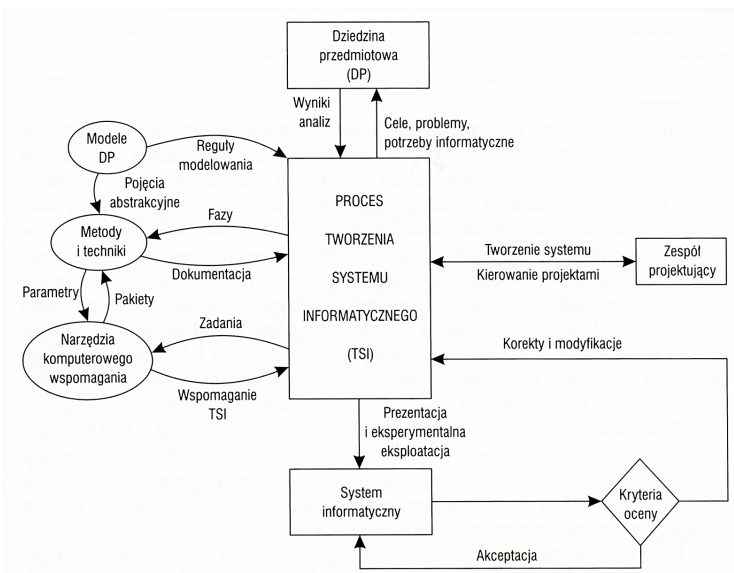 Dziedzina
przedmiotowa
(DP)
Wyniki
analiz
Cele, problemy,
potrzeby informatyczne
Modele
DP
Reguły
modelowania
Pojęcia
abstrakcyjne
Metody
i techniki
Fazy
Dokumentacja
Parametry
Pakiety
Narzędzia
komputerowego
wspomagania
Zadania
Wspomaganie
TSI
PROCES
TWORZENIA
SYSTEMU
INFORMATYCZNEGO
(TSI)
Tworzenie systemu
Kierowanie projektami
Zespół
projektujący
Korekty i modyfikacje
Prezentacja
i eksperymentalna
eksploatacja
System
informatyczny
Kryteria
oceny
Akceptacja